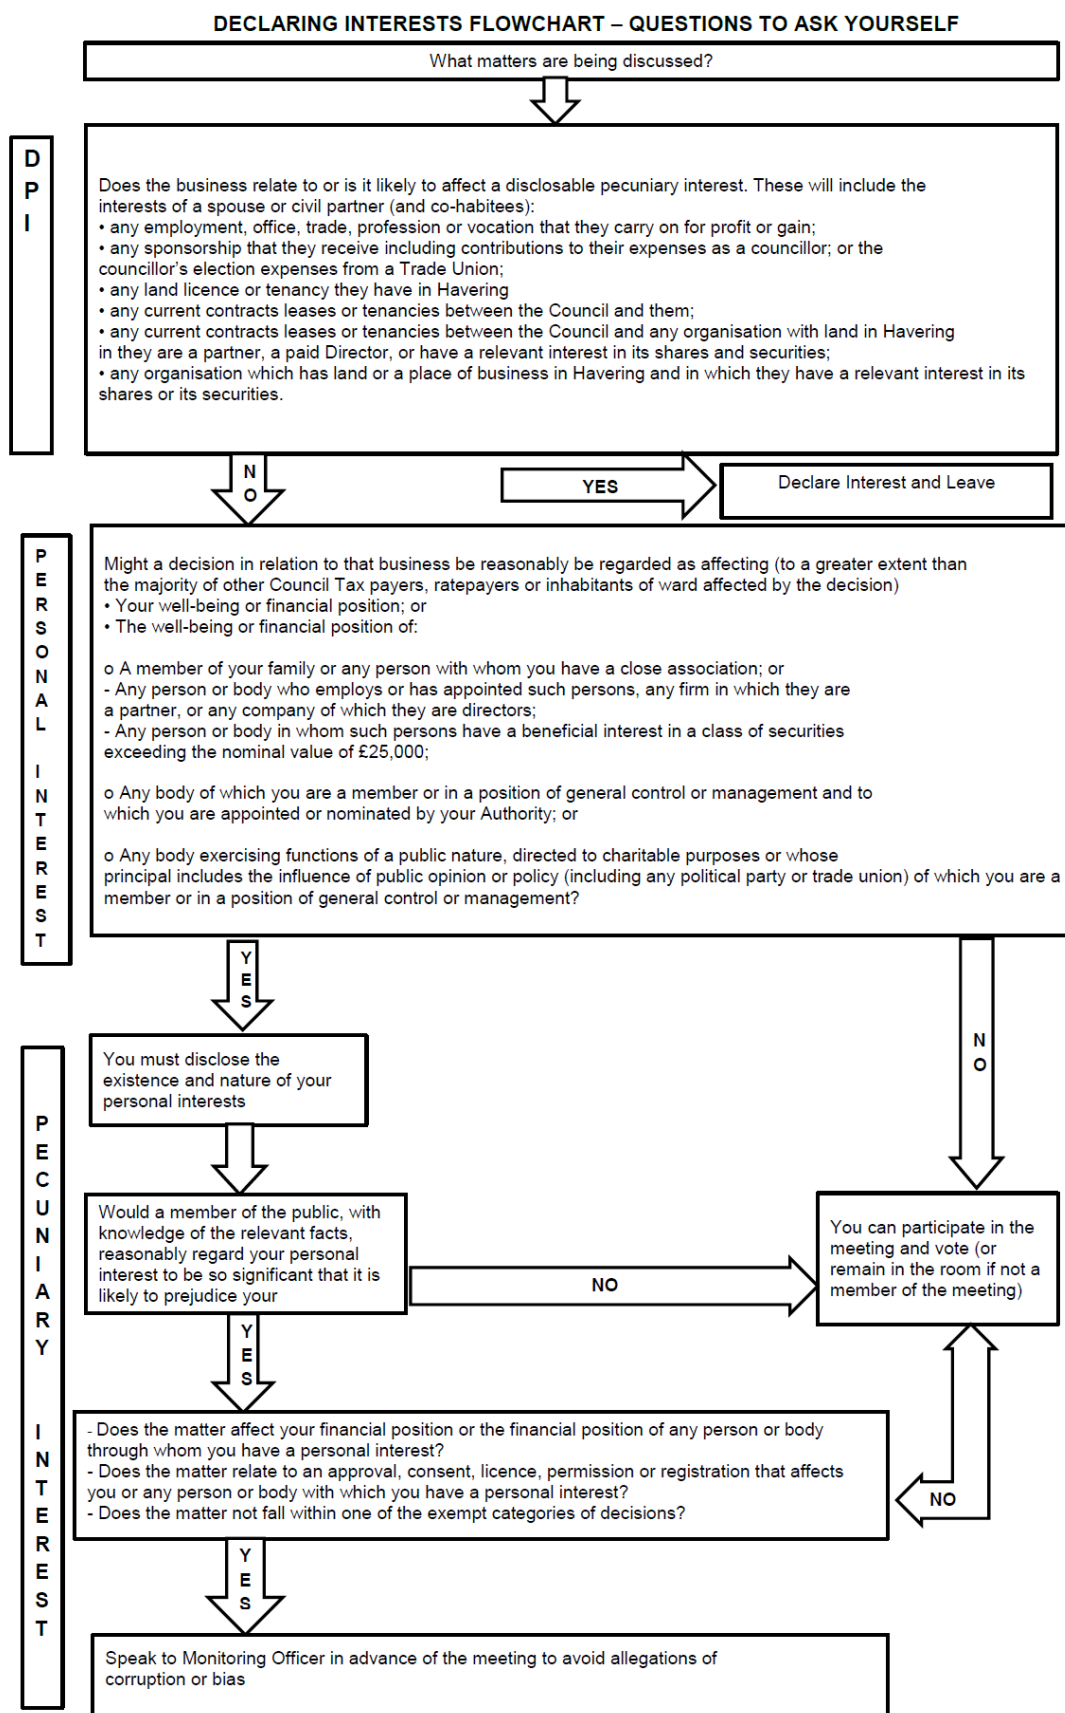 DECLARING INTERESTS FLOWCHART – QUESTIONS TO ASK YOURSELF
What matters are being discussed?
D
P
I
Does the business relate to or is it likely to affect a disclosable pecuniary interest. These will include the
interests of a spouse or civil partner (and co-habitees):
• any employment, office, trade, profession or vocation that they carry on for profit or gain;
• any sponsorship that they receive including contributions to their expenses as a councillor; or the
councillor's election expenses from a Trade Union;
• any land licence or tenancy they have in Havering
• any current contracts leases or tenancies between the Council and them;
• any current contracts leases or tenancies between the Council and any organisation with land in Havering
in they are a partner, a paid Director, or have a relevant interest in its shares and securities;
• any organisation which has land or a place of business in Havering and in which they have a relevant interest in its
shares or its securities.
N
O
YES
Declare Interest and Leave
P
E
R
S
O
N
A
L
I
N
T
E
R
E
S
T
Might a decision in relation to that business be reasonably be regarded as affecting (to a greater extent than
the majority of other Council Tax payers, ratepayers or inhabitants of ward affected by the decision)
• Your well-being or financial position; or
• The well-being or financial position of:
o A member of your family or any person with whom you have a close association; or
- Any person or body who employs or has appointed such persons, any firm in which they are
a partner, or any company of which they are directors;
- Any person or body in whom such persons have a beneficial interest in a class of securities
exceeding the nominal value of £25,000;
o Any body of which you are a member or in a position of general control or management and to
which you are appointed or nominated by your Authority; or
o Any body exercising functions of a public nature, directed to charitable purposes or whose
principal includes the influence of public opinion or policy (including any political party or trade union) of which you are a
member or in a position of general control or management?
Y
E
S
N
O
You must disclose the
existence and nature of your
personal interests
P
E
C
U
N
I
A
R
Y
I
N
T
E
R
E
S
T
Would a member of the public, with
knowledge of the relevant facts,
reasonably regard your personal
interest to be so significant that it is
likely to prejudice your
NO
You can participate in the
meeting and vote (or
remain in the room if not a
member of the meeting)
Y
E
S
- Does the matter affect your financial position or the financial position of any person or body
through whom you have a personal interest?
- Does the matter relate to an approval, consent, licence, permission or registration that affects
you or any person or body with which you have a personal interest?
- Does the matter not fall within one of the exempt categories of decisions?
NO
Y
E
S
Speak to Monitoring Officer in advance of the meeting to avoid allegations of
corruption or bias